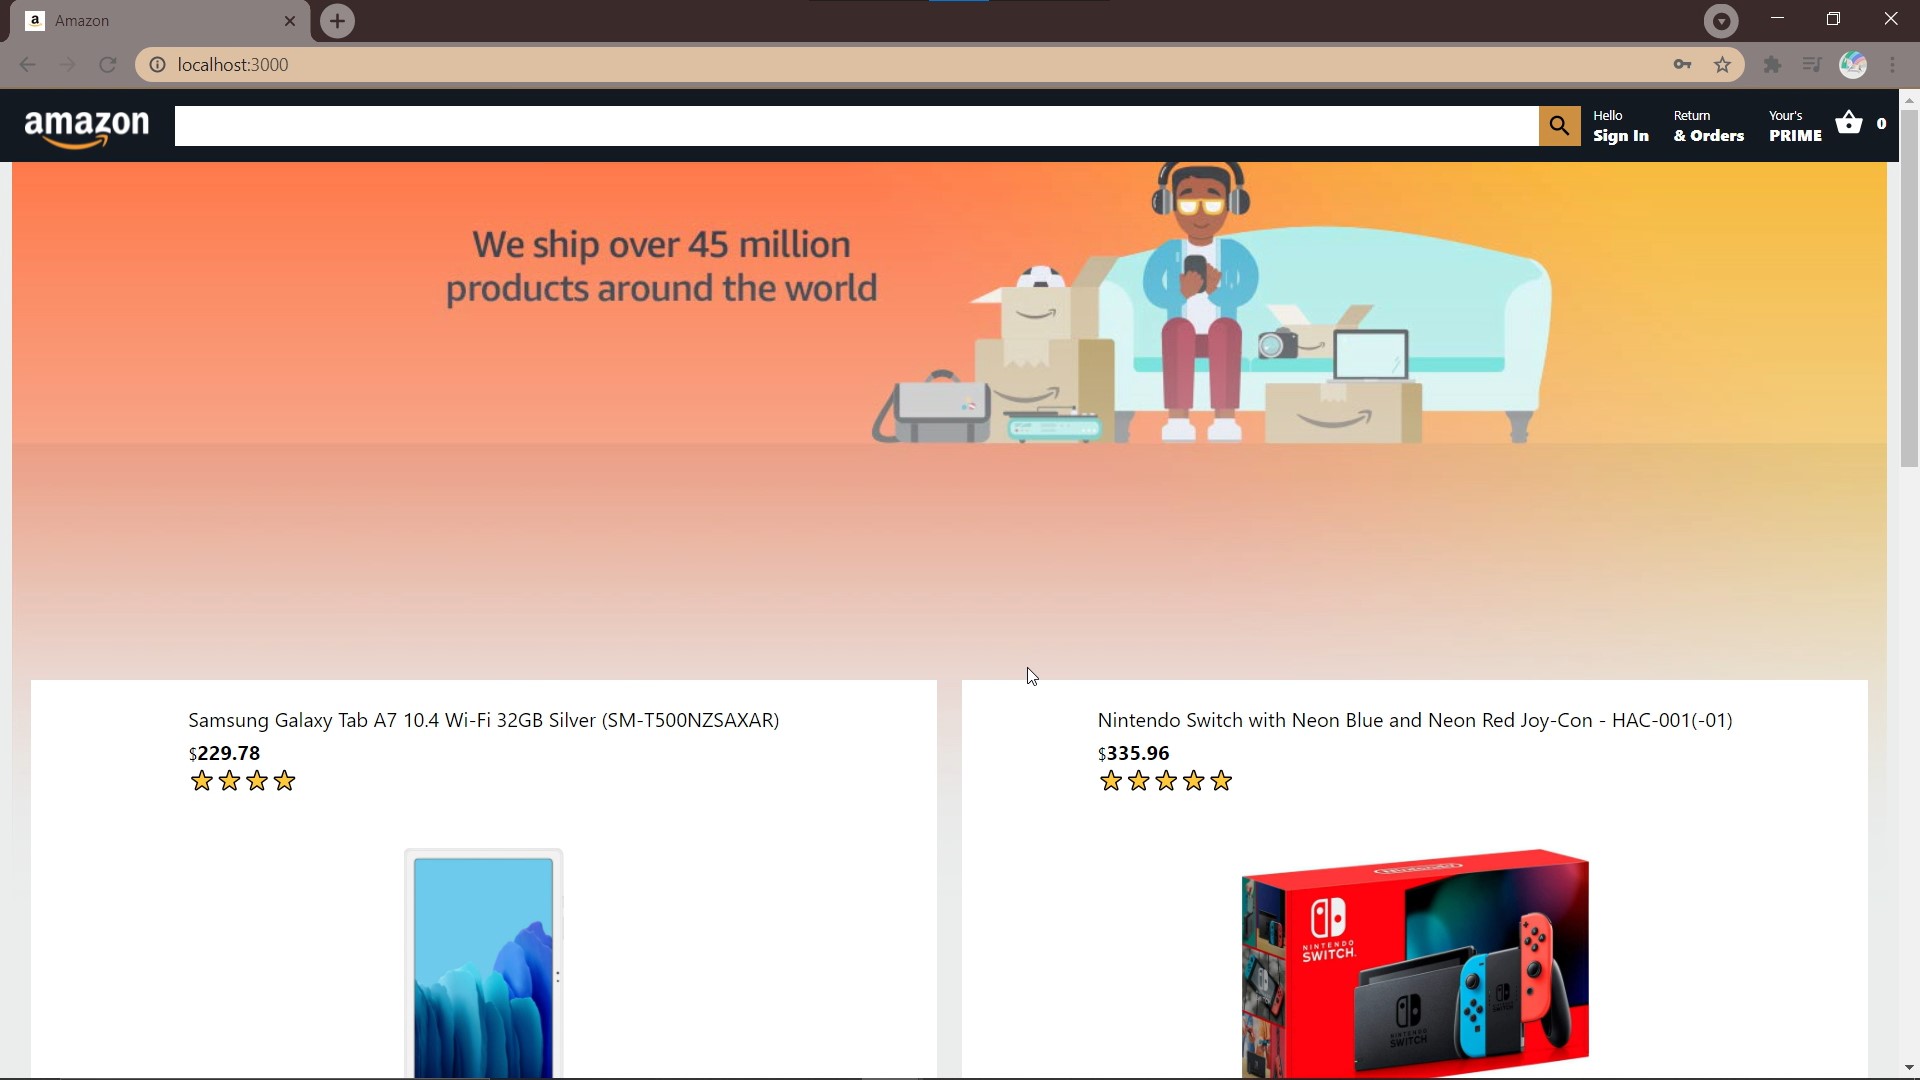 Amazon
localhost:3000
amazon
Hello
Sign In
Return
& Orders
Your's
PRIME
0
We ship over 45 million
products around the world
Samsung Galaxy Tab A7 10.4 Wi-Fi 32GB Silver (SM-T500NZSAXAR)
$229.78
Nintendo Switch with Neon Blue and Neon Red Joy-Con - HAC-001(-01)
$335.96
Nintendo
NINTENDO
SWITCH.
NINTENDO
SWITCH